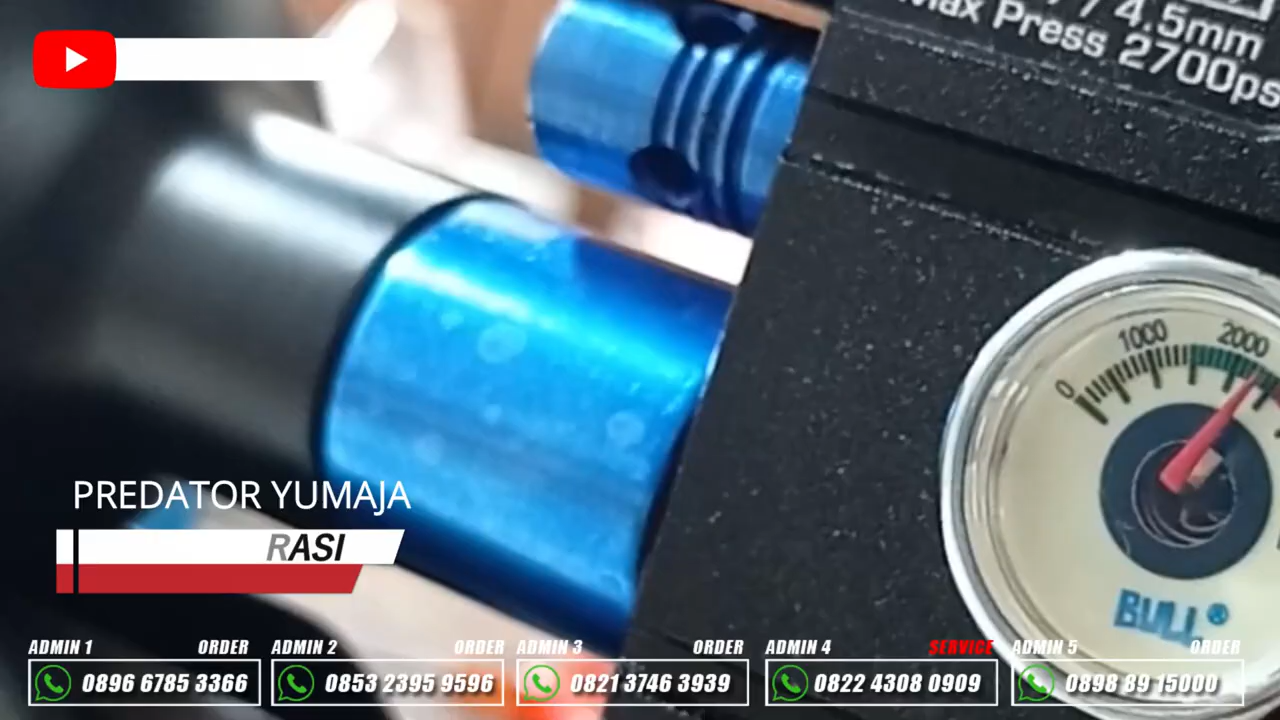 / 4.5mm
Max Press 2700ps
0 1000 2000
BULL®
PREDATOR YUMAJA
RASI
ADMIN 1 ORDER ADMIN 2 ORDER ADMIN 3 ORDER ADMIN 4 SERVICE ADMIN 5 ORDER
0896 6785 3366 0853 2395 9596 0821 3746 3939 0822 4308 0909 0898 89 15000